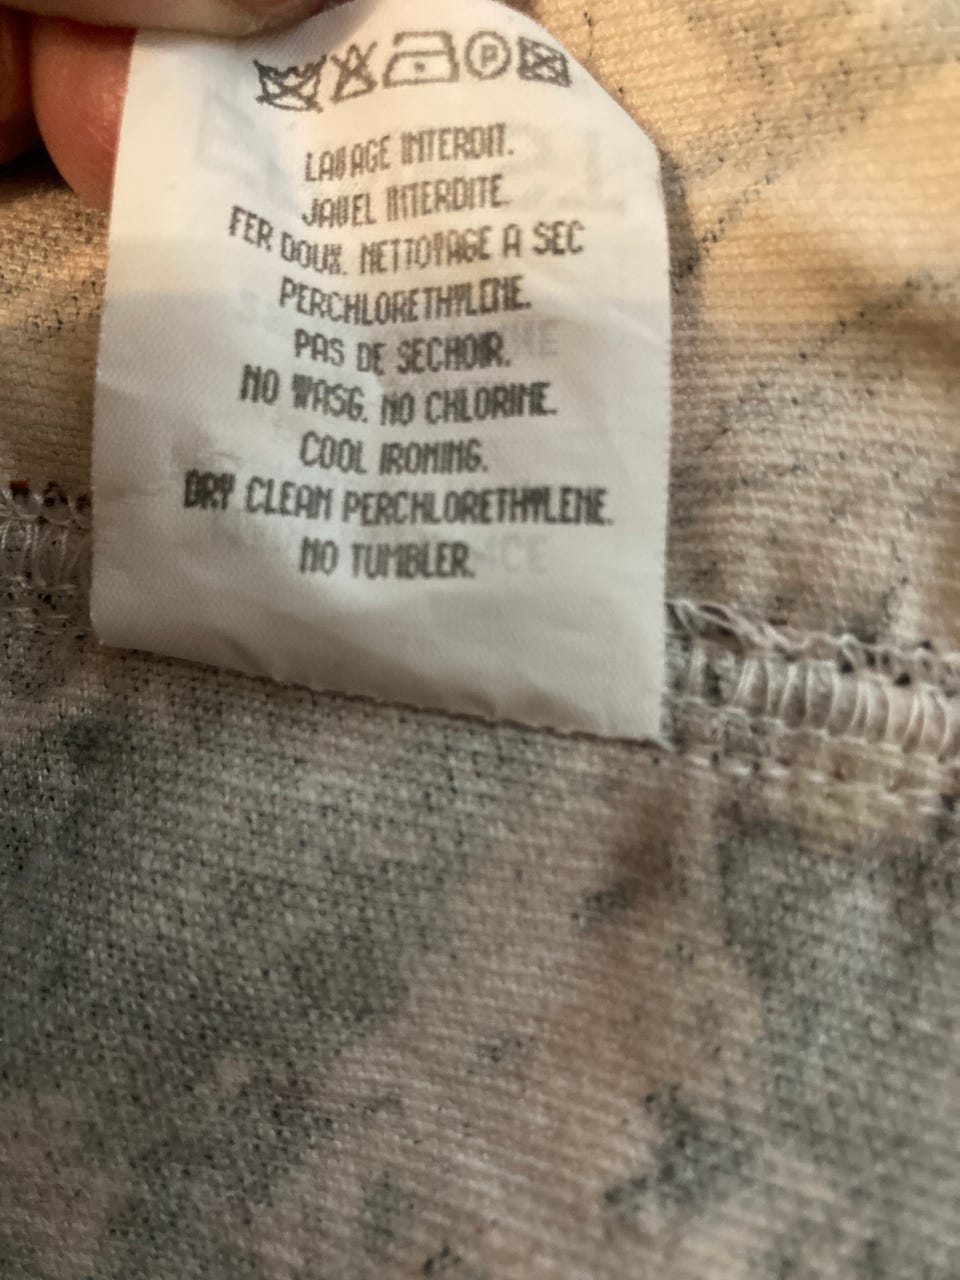 P
LAVAGE INTERDIT.
JAVEL INTERDITE.
FER DOUX. NETTOYAGE A SEC
PERCHLORETHYLENE.
PAS DE SECHOIR.
NO WASG. NO CHLORINE.
COOL IRONING.
DRY CLEAN PERCHLORETHYLENE.
NO TUMBLER.